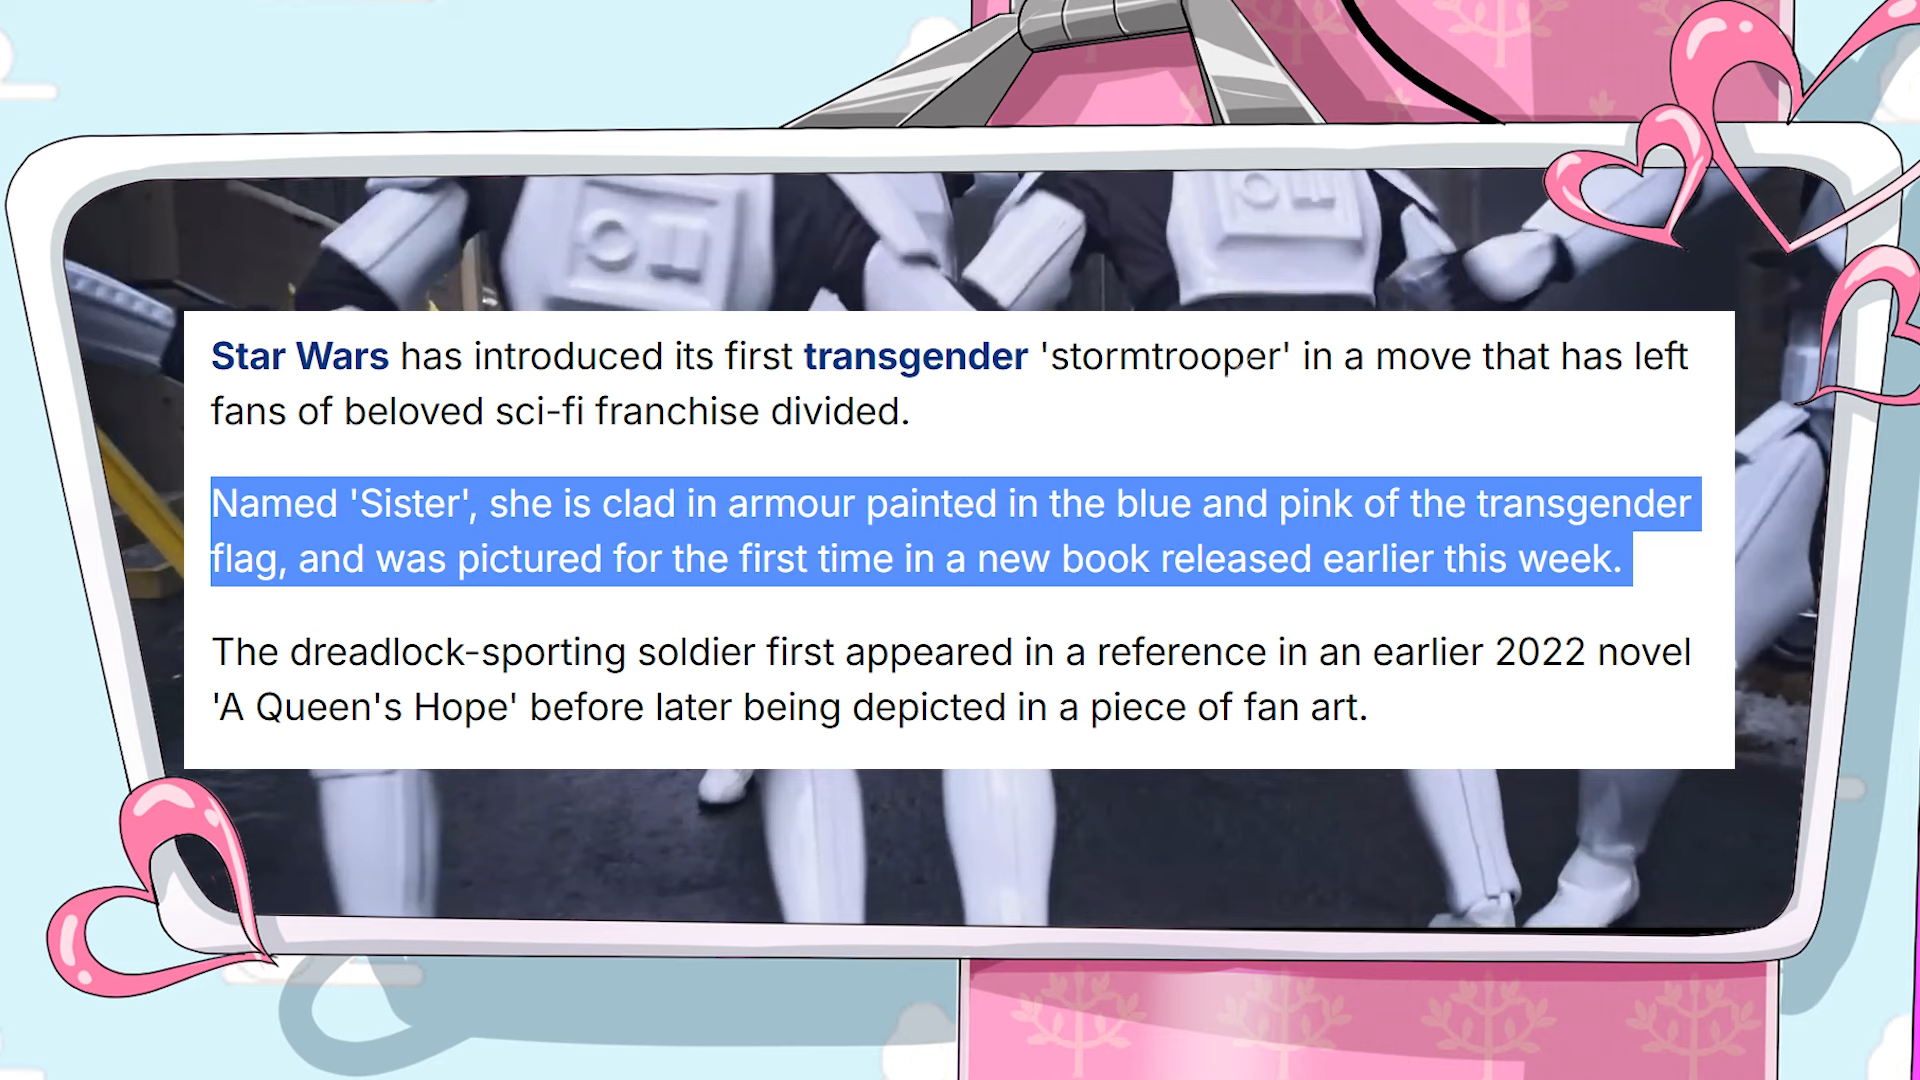 Star Wars has introduced its first transgender 'stormtrooper' in a move that has left
fans of beloved sci-fi franchise divided.
Named 'Sister', she is clad in armour painted in the blue and pink of the transgender
flag, and was pictured for the first time in a new book released earlier this week.
The dreadlock-sporting soldier first appeared in a reference in an earlier 2022 novel
'A Queen's Hope' before later being depicted in a piece of fan art.